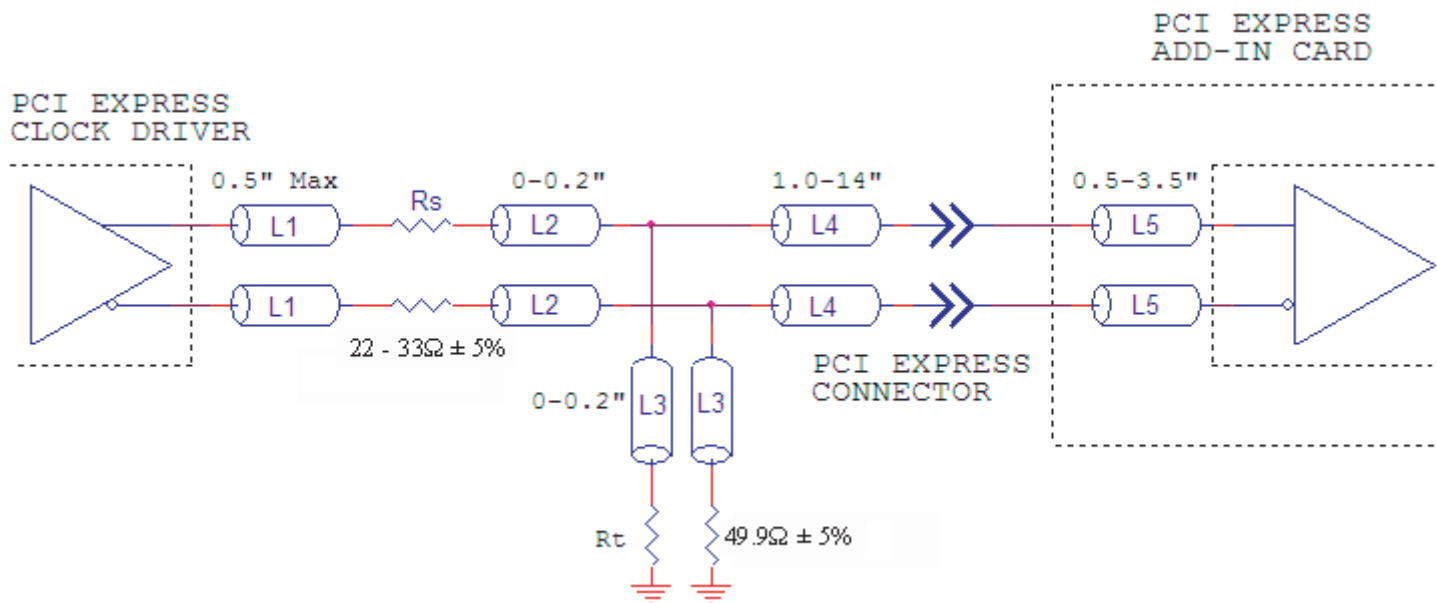 PCI EXPRESS
ADD-IN CARD
PCI EXPRESS
CLOCK DRIVER
0.5" Max
0-0.2"
1.0-14"
0.5-3.5"
Rs
L1
L2
L4
L5
L1
L2
L4
L5
22 - 33Ω ± 5%
PCI EXPRESS
CONNECTOR
0-0.2"
L3
L3
Rt
49.9Ω ± 5%